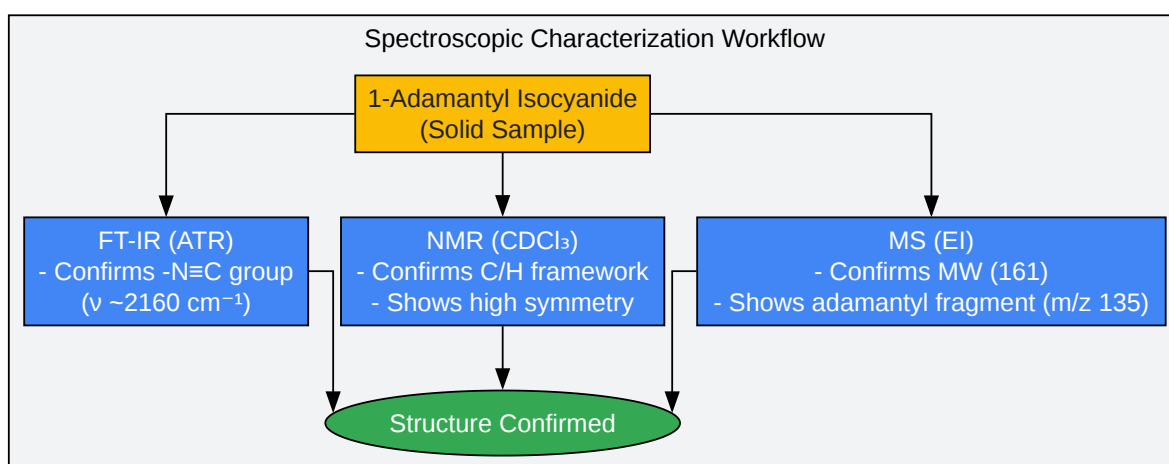 Spectroscopic Characterization Workflow
1-Adamantyl Isocyanide
(Solid Sample)
FT-IR (ATR)
- Confirms -N≡C group
(ν ~2160 cm⁻¹)
NMR (CDCl₃)
- Confirms C/H framework
- Shows high symmetry
MS (EI)
- Confirms MW (161)
- Shows adamantyl fragment (m/z 135)
Structure Confirmed